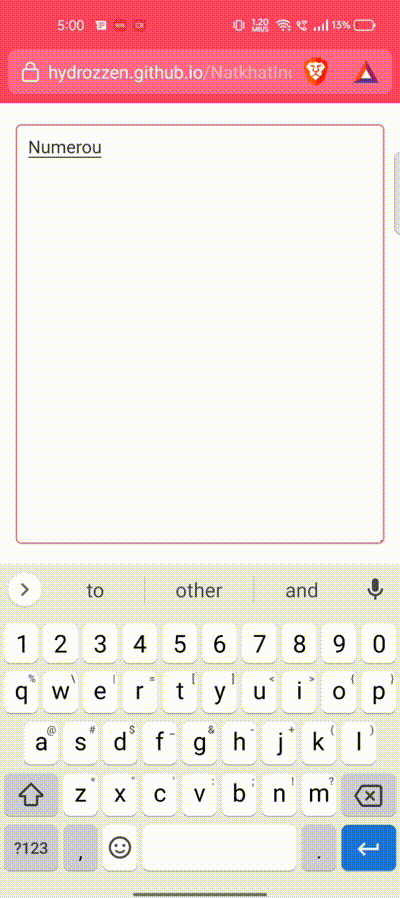 5:00 1.20 MB/S 13%
hydrozzen.github.io/NatkhatInd
Numerou
to other and
1 2 3 4 5 6 7 8 9 0
q % w \ e | r = t [ y ] u < i > o { p }
a @ s # d $ f _ g & h - j + k ( l )
z * x " c ' v : b ; n ! m ?
?123 , .